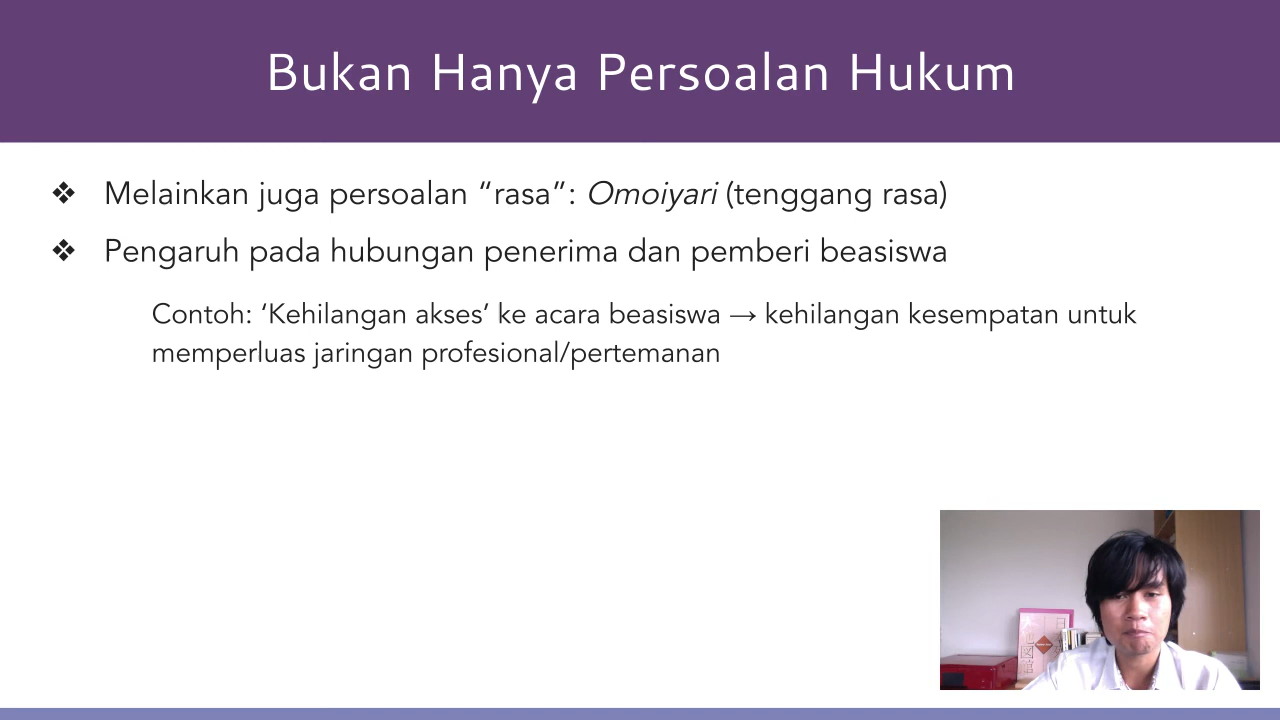 Bukan Hanya Persoalan Hukum
❖ Melainkan juga persoalan “rasa”: Omoiyari (tenggang rasa)
❖ Pengaruh pada hubungan penerima dan pemberi beasiswa
Contoh: ‘Kehilangan akses’ ke acara beasiswa → kehilangan kesempatan untuk
memperluas jaringan profesional/pertemanan